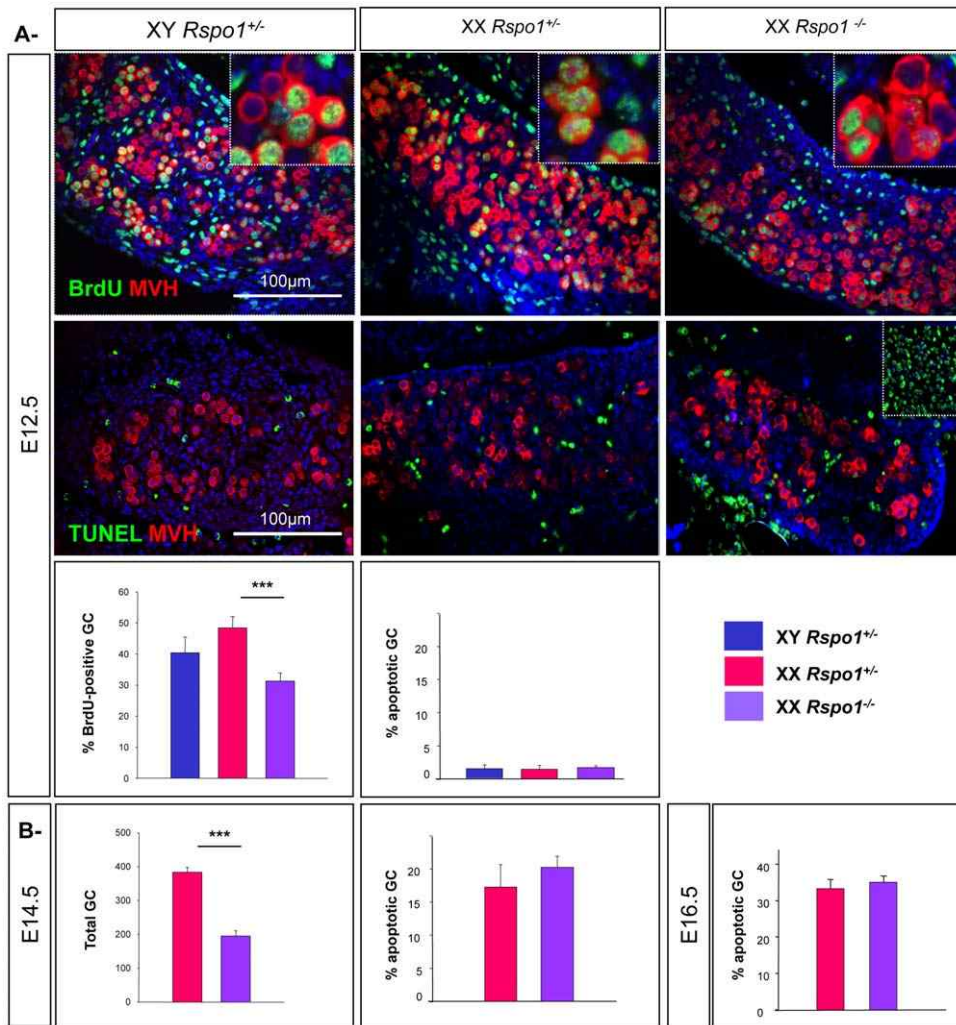 A-
XY Rspo1+/-
XX Rspo1+/-
XX Rspo1 -/-
E12.5
BrdU MVH
100µm
TUNEL MVH
100µm
% BrdU-positive GC
60
50
40
30
20
10
0
***
% apoptotic GC
20
15
10
5
0
XY Rspo1+/-
XX Rspo1+/-
XX Rspo1-/-
B-
E14.5
Total GC
500
400
300
200
100
0
***
% apoptotic GC
20
15
10
5
0
E16.5
% apoptotic GC
40
30
20
10
0